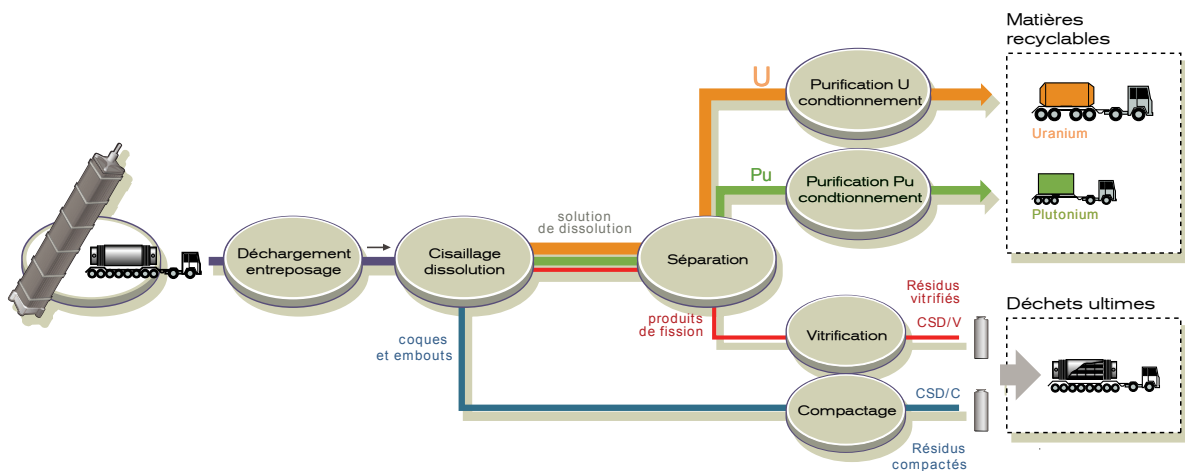 Matières
recyclables
U
Purification U
condtionnement
Uranium
Pu
Purification Pu
condtionnement
Plutonium
solution
de dissolution
Déchargement
entreposage
Cisaillage
dissolution
Séparation
coques
et embouts
produits
de fission
Vitrification
Résidus
vitrifiés
CSD/V
Déchets ultimes
Compactage
CSD/C
Résidus
compactés